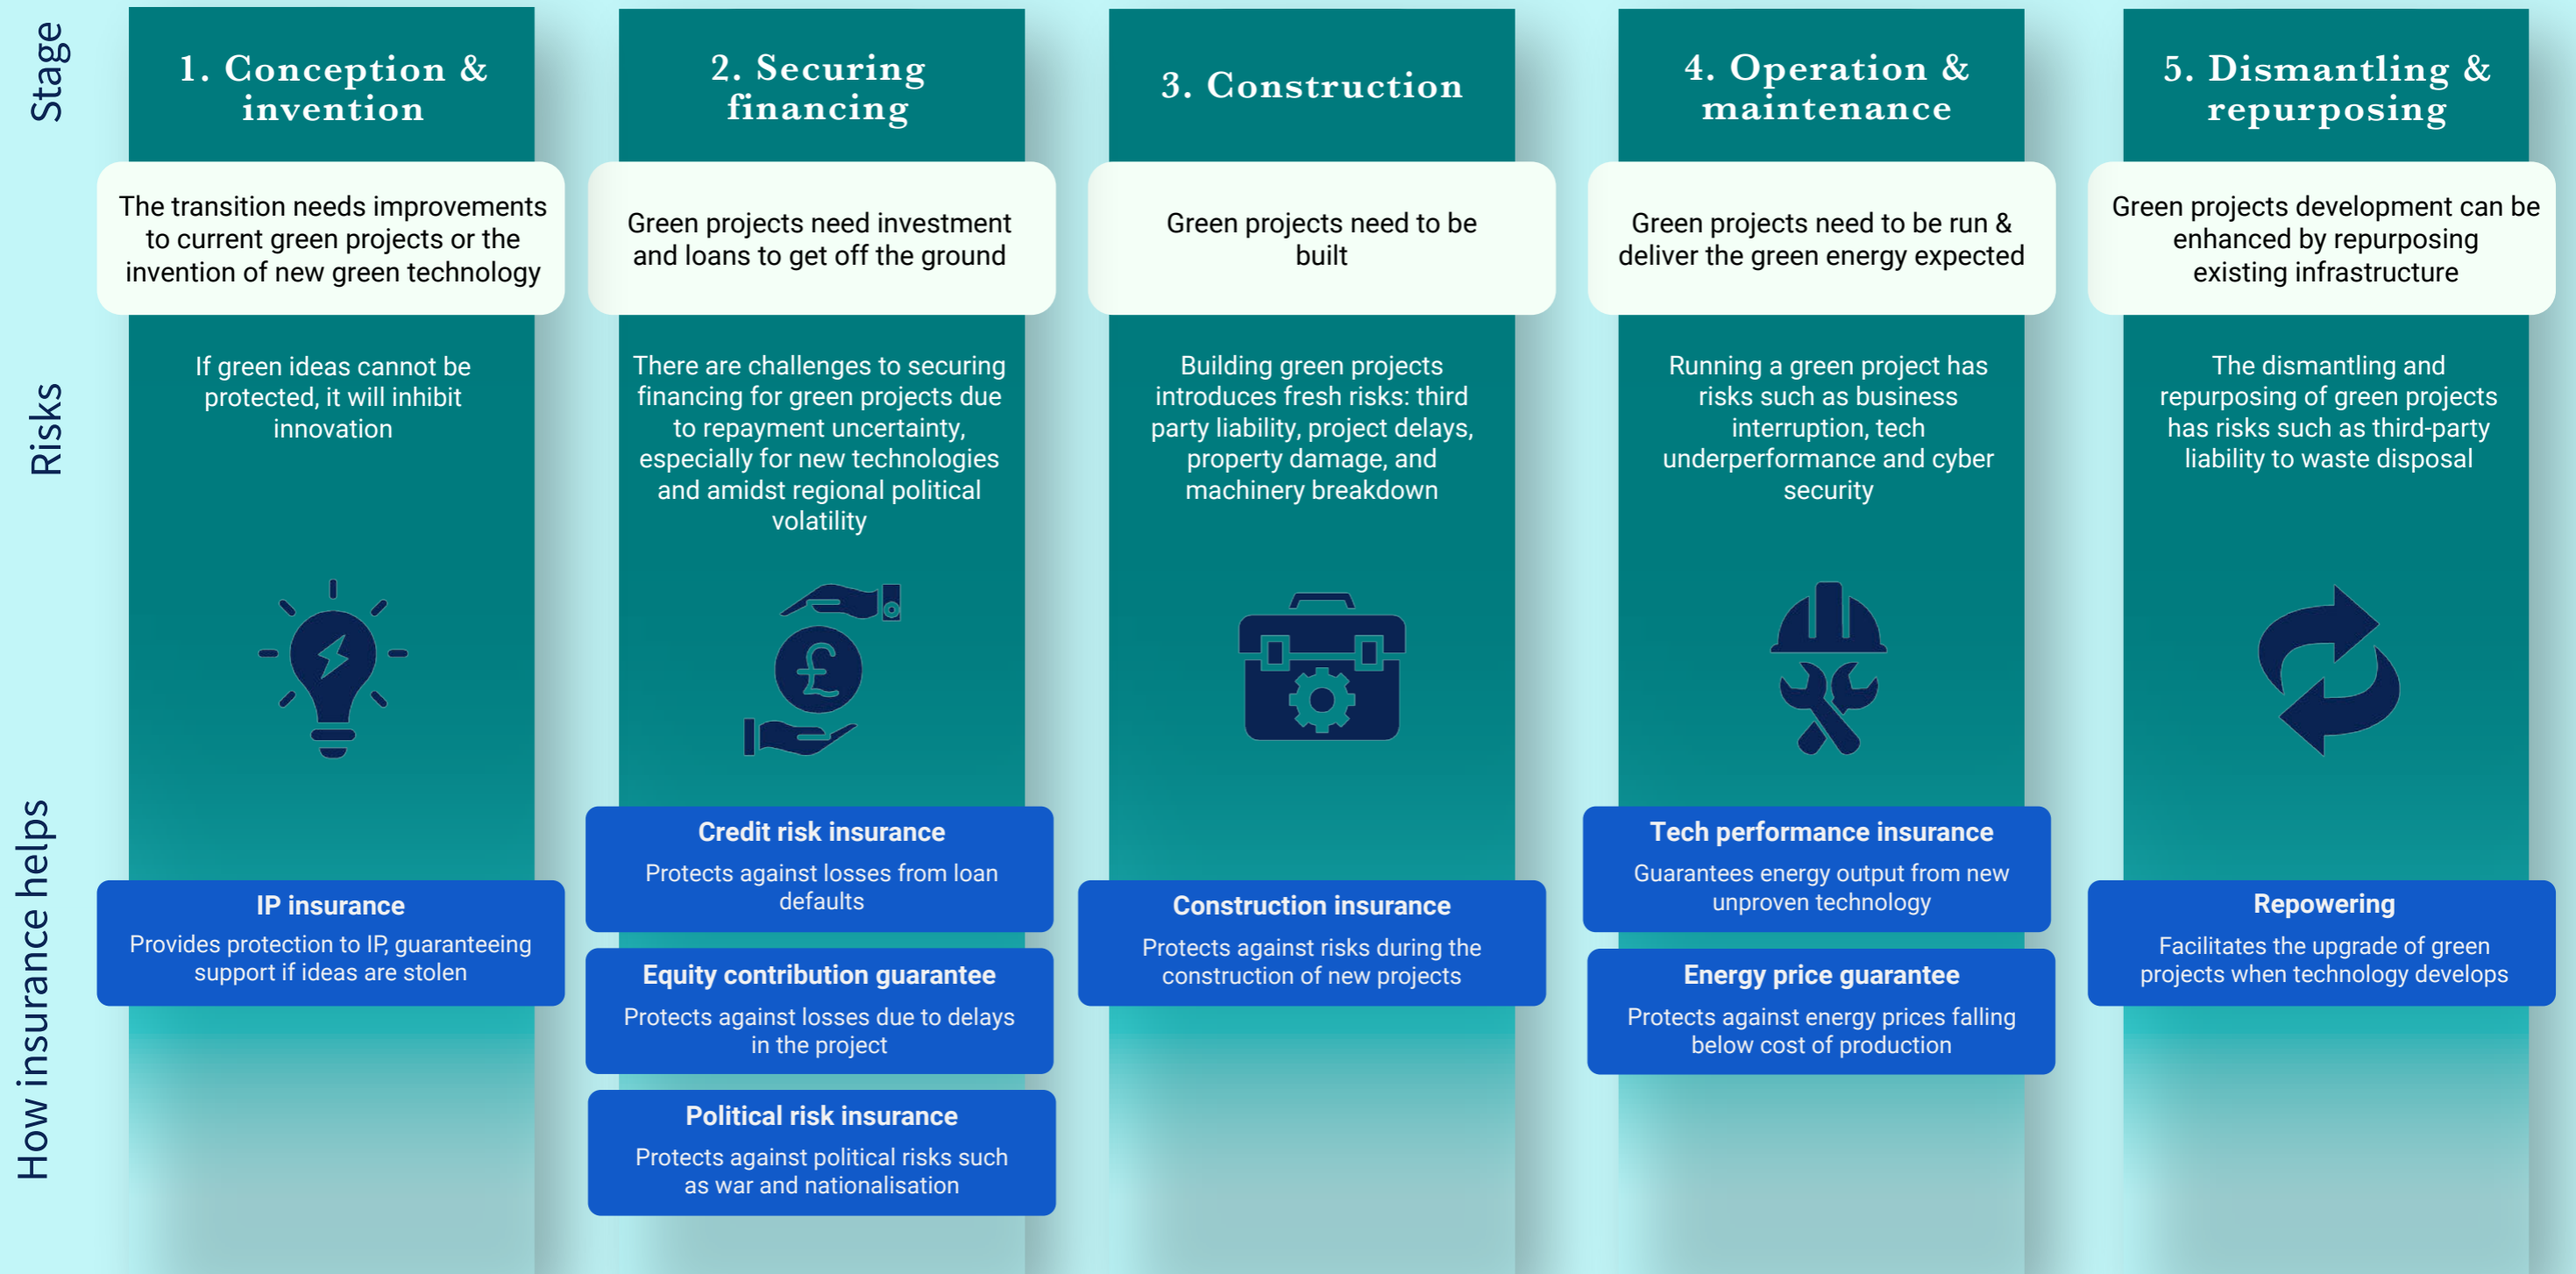 Stage
1. Conception &
invention
2. Securing
financing
3. Construction
4. Operation &
maintenance
5. Dismantling &
repurposing
The transition needs improvements
to current green projects or the
invention of new green technology
Green projects need investment
and loans to get off the ground
Green projects need to be
built
Green projects need to be run &
deliver the green energy expected
Green projects development can be
enhanced by repurposing
existing infrastructure
Risks
If green ideas cannot be
protected, it will inhibit
innovation
There are challenges to securing
financing for green projects due
to repayment uncertainty,
especially for new technologies
and amidst regional political
volatility
Building green projects
introduces fresh risks: third
party liability, project delays,
property damage, and
machinery breakdown
Running a green project has
risks such as business
interruption, tech
underperformance and cyber
security
The dismantling and
repurposing of green projects
has risks such as third-party
liability to waste disposal
£
How insurance helps
IP insurance
Provides protection to IP, guaranteeing
support if ideas are stolen
Credit risk insurance
Protects against losses from loan
defaults
Equity contribution guarantee
Protects against losses due to delays
in the project
Political risk insurance
Protects against political risks such
as war and nationalisation
Construction insurance
Protects against risks during the
construction of new projects
Tech performance insurance
Guarantees energy output from new
unproven technology
Energy price guarantee
Protects against energy prices falling
below cost of production
Repowering
Facilitates the upgrade of green
projects when technology develops